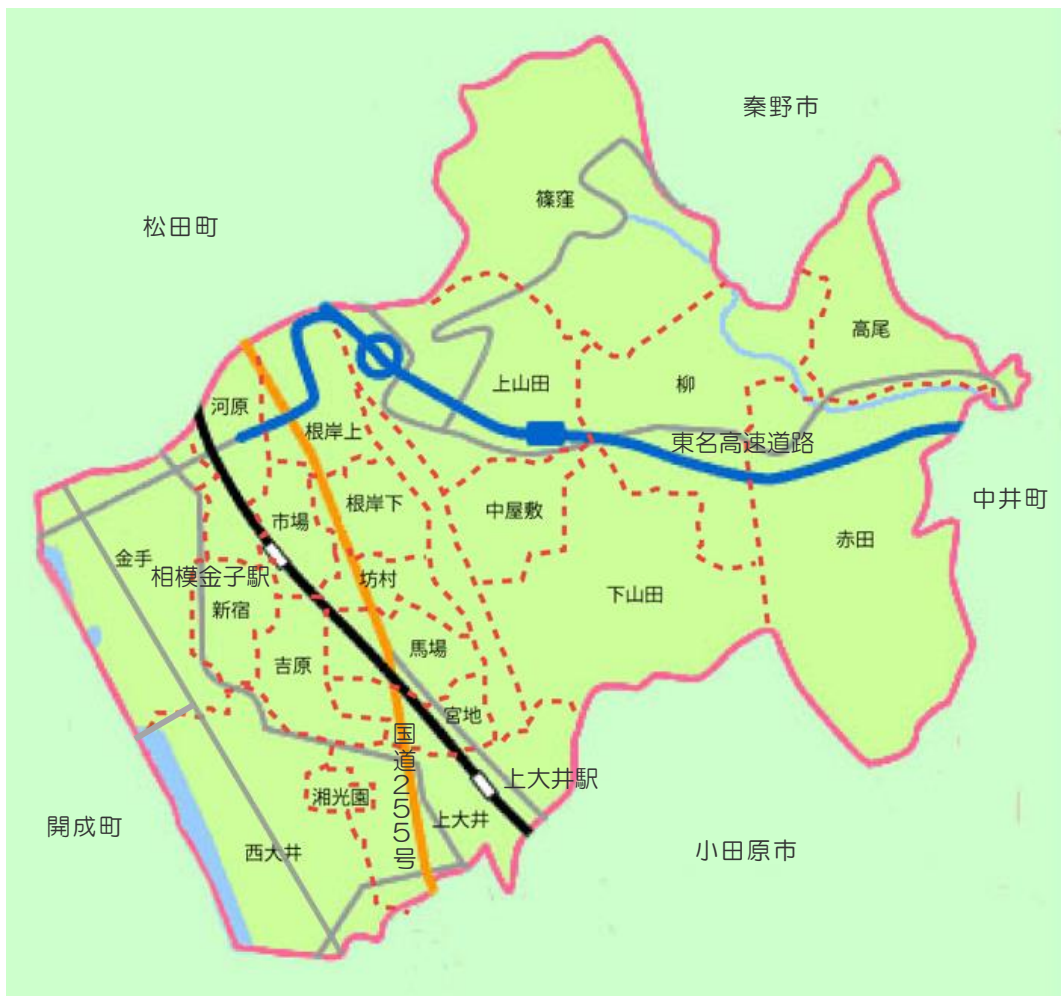 秦野市
篠窪
松田町
高尾
上山田
柳
河原
根岸上
東名高速道路
中井町
根岸下
中屋敷
市場
赤田
金手
相模金子駅
坊村
下山田
新宿
馬場
吉原
宮地
国道255号
上大井駅
湘光園
上大井
開成町
西大井
小田原市